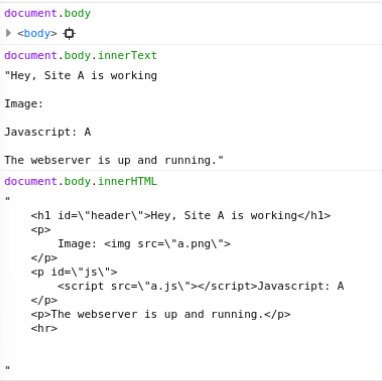 document.body
<body>
document.body.innerText
"Hey, Site A is working
Image:
Javascript: A
The webserver is up and running."
document.body.innerHTML
"
<h1 id=\"header\">Hey, Site A is working</h1>
<p>
Image: <img src=\"a.png\">
</p>
<p id=\"js\">
<script src=\"a.js\"></script>Javascript: A
</p>
<p>The webserver is up and running.</p>
<hr>
"